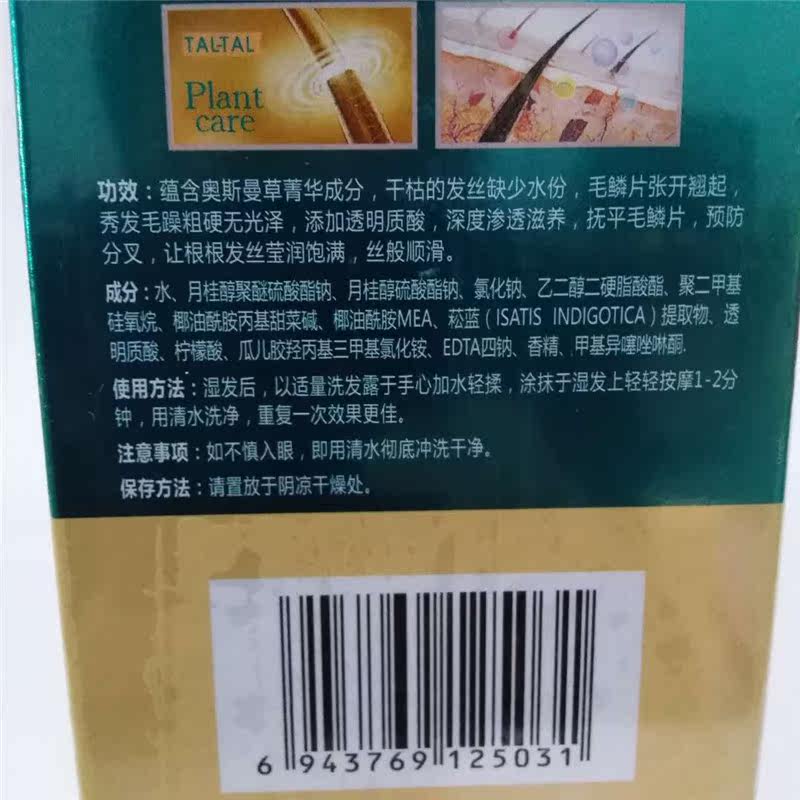 TAL-TAL
Plant
care
功效：蕴含奥斯曼草菁华成分，干枯的发丝缺少水份，毛鳞片张开翘起，
秀发毛躁粗硬无光泽，添加透明质酸，深度渗透滋养，抚平毛鳞片，预防
分叉，让根根发丝莹润饱满，丝般顺滑。
成分：水、月桂醇聚醚硫酸酯钠、月桂醇硫酸酯钠、氯化钠、乙二醇二硬脂酸酯、聚二甲基
硅氧烷、椰油酰胺丙基甜菜碱、椰油酰胺MEA、菘蓝（ISATIS INDIGOTICA）提取物、透
明质酸、柠檬酸、瓜儿胶羟丙基三甲基氯化铵、EDTA四钠、香精、甲基异噻唑啉酮.
使用方法：湿发后，以适量洗发露于手心加水轻揉，涂抹于湿发上轻轻按摩1-2分
钟，用清水洗净，重复一次效果更佳。
注意事项：如不慎入眼，即用清水彻底冲洗干净。
保存方法：请置放于阴凉干燥处。
6 943769 125031